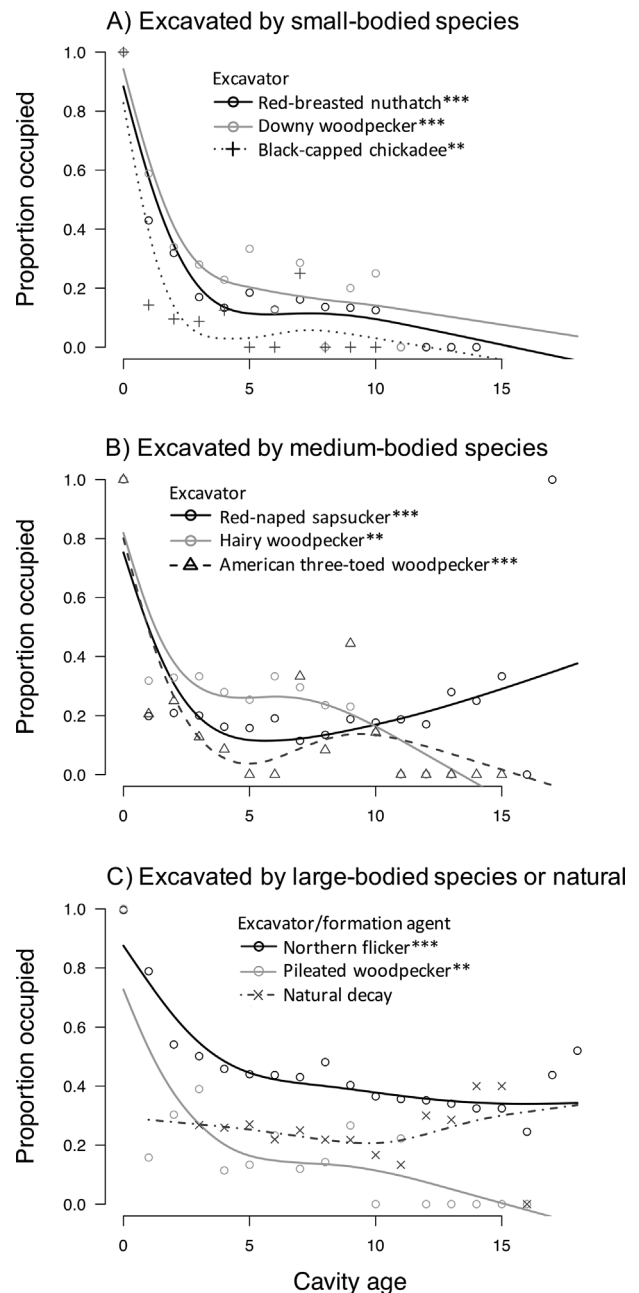 A) Excavated by small-bodied species
Proportion occupied
1.0
0.8
0.6
0.4
0.2
0.0
Excavator
Red-breasted nuthatch***
Downy woodpecker***
Black-capped chickadee**
0 5 10 15
B) Excavated by medium-bodied species
Proportion occupied
1.0
0.8
0.6
0.4
0.2
0.0
Excavator
Red-naped sapsucker***
Hairy woodpecker**
American three-toed woodpecker***
0 5 10 15
C) Excavated by large-bodied species or natural
Proportion occupied
1.0
0.8
0.6
0.4
0.2
0.0
Excavator/formation agent
Northern flicker***
Pileated woodpecker**
Natural decay
0 5 10 15
Cavity age